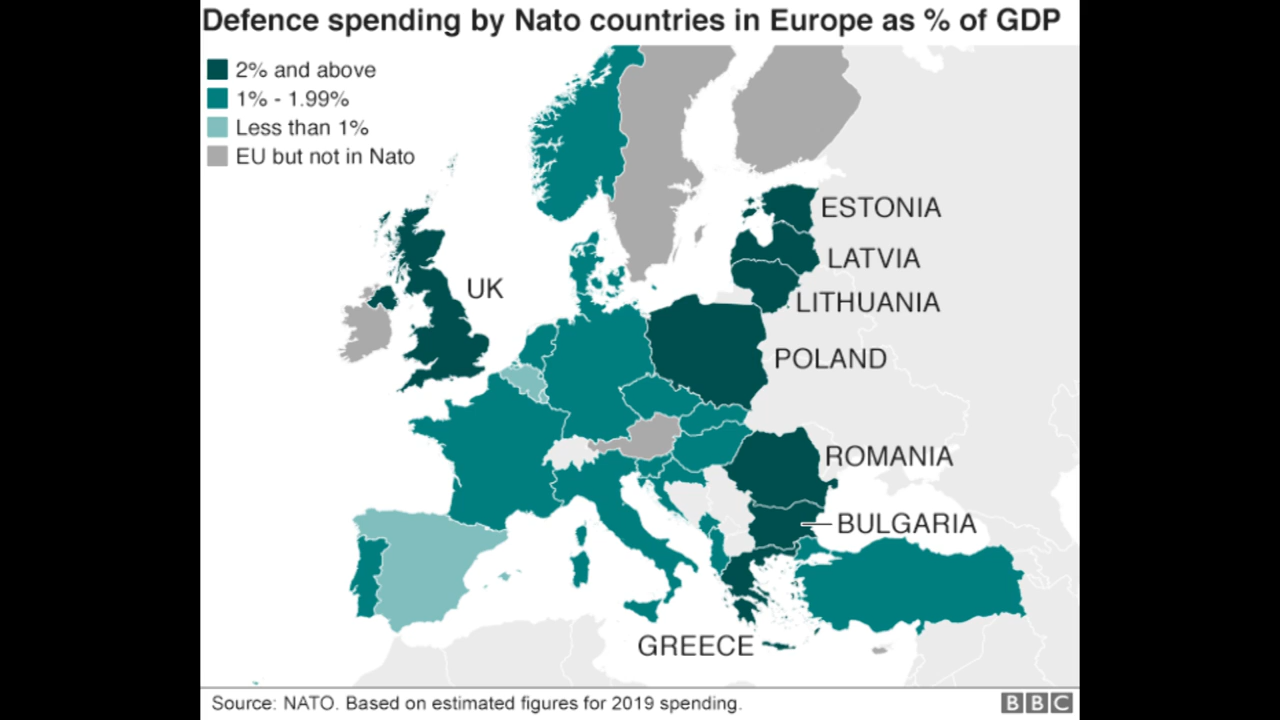 Defence spending by Nato countries in Europe as % of GDP
2% and above
1% - 1.99%
Less than 1%
EU but not in Nato
ESTONIA
LATVIA
UK
LITHUANIA
POLAND
ROMANIA
BULGARIA
GREECE
Source: NATO. Based on estimated figures for 2019 spending.
BBC